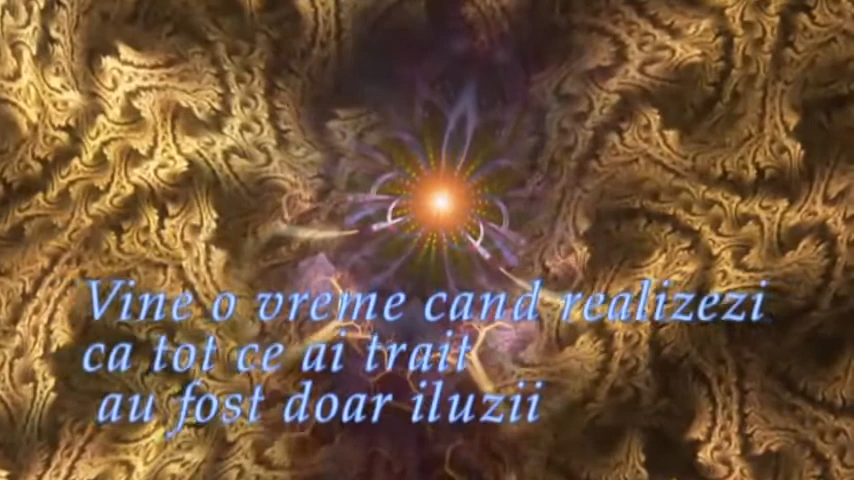 Vine o vreme cand realizezi
ca tot ce ai trait
au fost doar iluzii